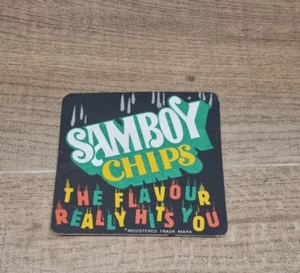 SAMBOY
CHIPS
THE FLAVOUR
REALLY HITS YOU
*REGISTERED TRADE MARK